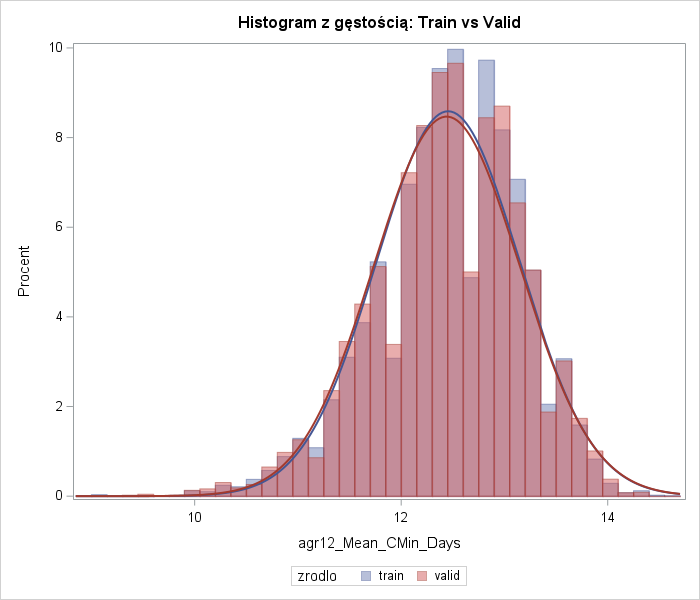 Histogram z gęstością: Train vs Valid
10
8
6
4
2
0
Procent
10 12 14
agr12_Mean_CMin_Days
zrodlo train valid